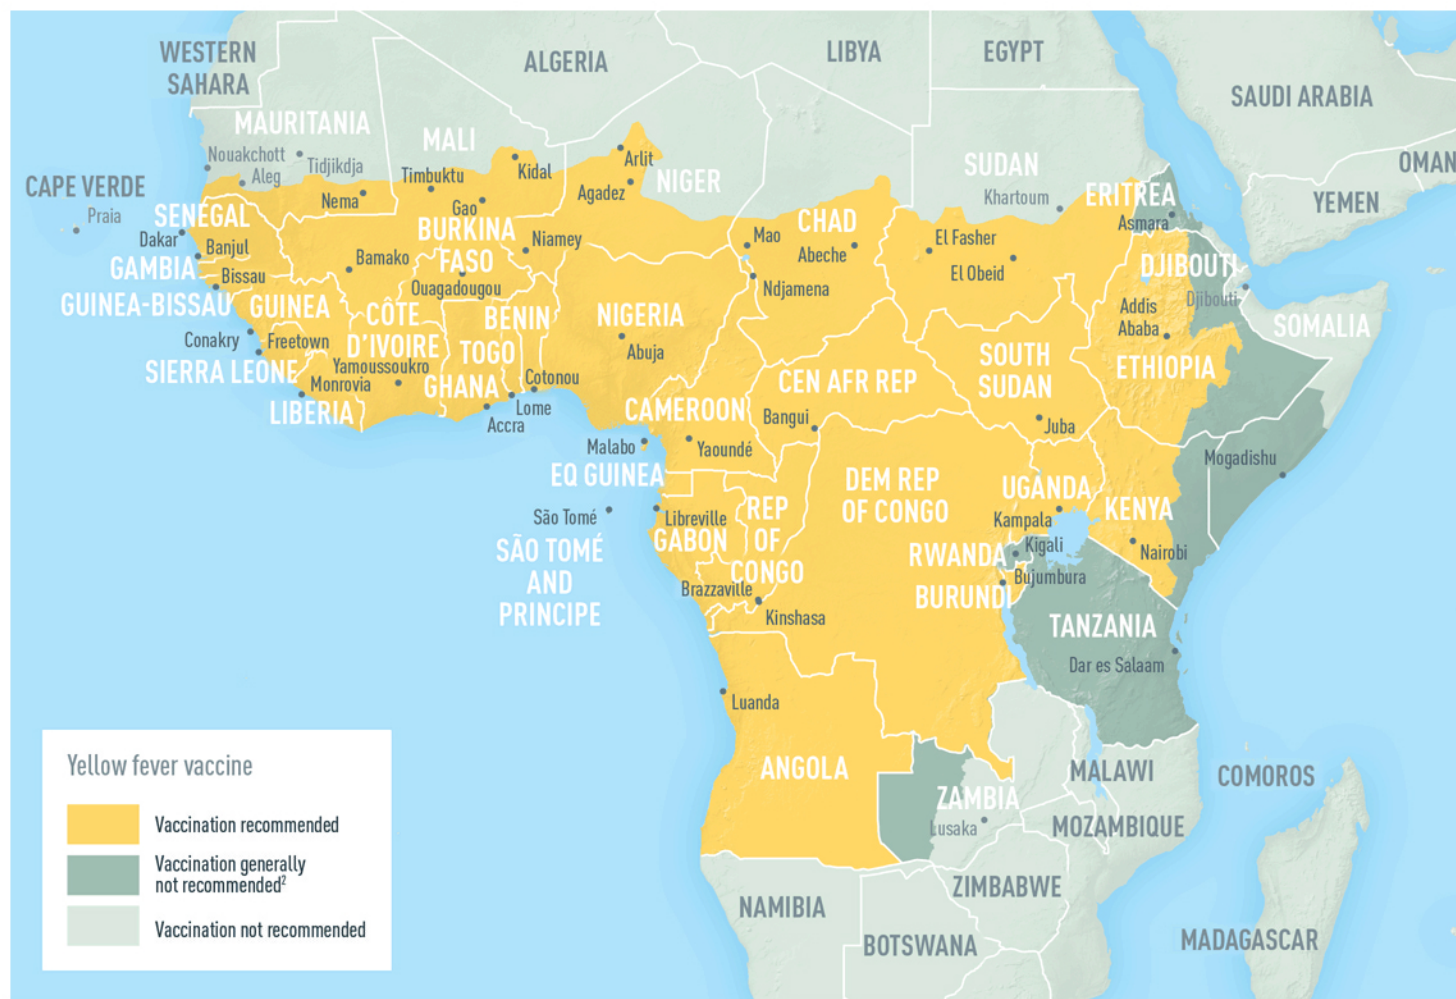 WESTERN
SAHARA
ALGERIA
LIBYA
EGYPT
SAUDI ARABIA
OMAN
YEMEN
MAURITANIA
Nouakchott
Tidjikdja
Aleg
Nema
MALI
Timbuktu
Kidal
Gao
Bamako
Arlit
Agadez
NIGER
Niamey
CHAD
Mao
Abeche
Ndjamena
SUDAN
Khartoum
El Fasher
El Obeid
ERITREA
Asmara
CAPE VERDE
Praia
SENEGAL
Dakar
Banjul
GAMBIA
Bissau
GUINEA-BISSAU
GUINEA
Conakry
Freetown
SIERRA LEONE
Monrovia
LIBERIA
BURKINA
FASO
Ouagadougou
CÔTE
D'IVOIRE
Yamoussoukro
GHANA
Accra
TOGO
Lome
BENIN
Cotonou
NIGERIA
Abuja
DJIBOUTI
Djibouti
Addis
Ababa
ETHIOPIA
SOMALIA
Mogadishu
SOUTH
SUDAN
Juba
CEN AFR REP
Bangui
CAMEROON
Yaoundé
Malabo
EQ GUINEA
São Tomé
SÃO TOMÉ
AND
PRINCIPE
Libreville
GABON
REP
OF
CONGO
Brazzaville
Kinshasa
DEM REP
OF CONGO
UGANDA
Kampala
KENYA
Nairobi
RWANDA
Kigali
Bujumbura
BURUNDI
TANZANIA
Dar es Salaam
Luanda
ANGOLA
ZAMBIA
Lusaka
MALAWI
COMOROS
MOZAMBIQUE
ZIMBABWE
NAMIBIA
BOTSWANA
MADAGASCAR
Yellow fever vaccine
Vaccination recommended
Vaccination generally
not recommended²
Vaccination not recommended